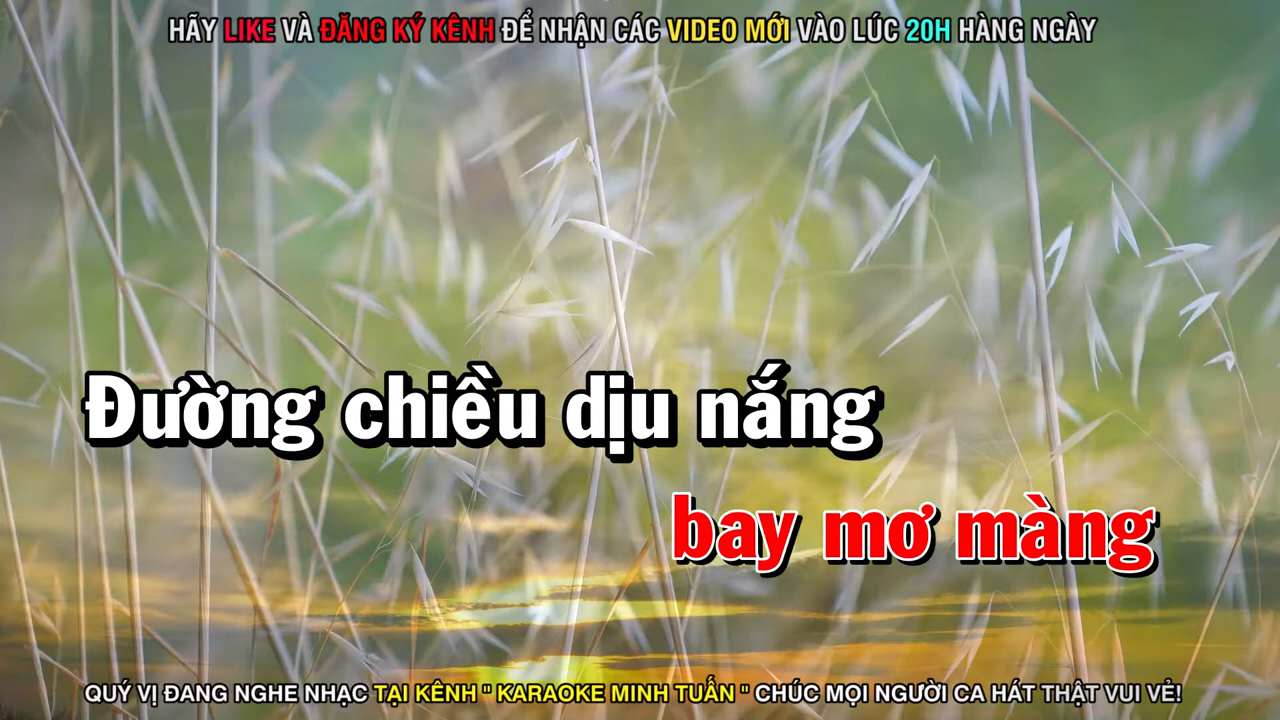 HÃY LIKE VÀ ĐĂNG KÝ KÊNH ĐỂ NHẬN CÁC VIDEO MỚI VÀO LÚC 20H HÀNG NGÀY
Đường chiều dịu nắng
bay mơ màng
QUÝ VỊ ĐANG NGHE NHẠC TẠI KÊNH " KARAOKE MINH TUẤN " CHÚC MỌI NGƯỜI CA HÁT THẬT VUI VẺ!